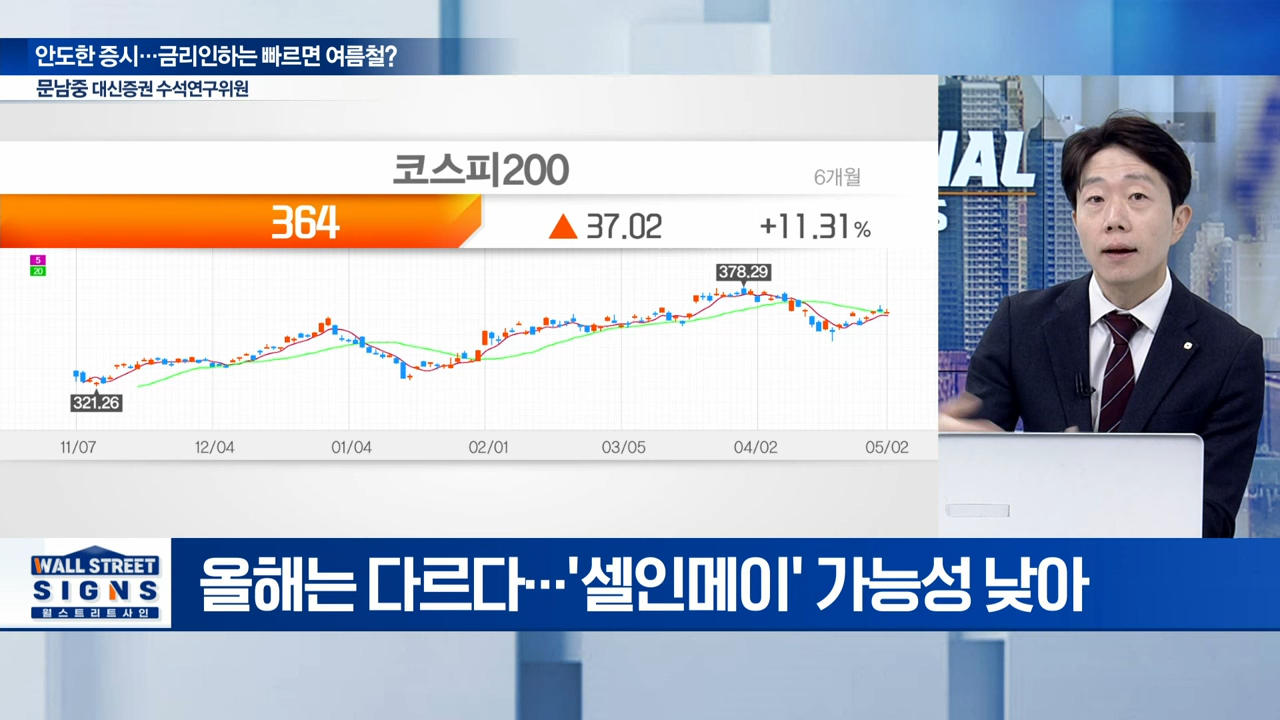 안도한 증시…금리인하는 빠르면 여름철?
문남중 대신증권 수석연구위원
코스피200
6개월
364 ▲ 37.02 +11.31%
5
20
378.29
321.26
11/07 12/04 01/04 02/01 03/05 04/02 05/02
NAL
S
WALL STREET
SIGNS
월스트리트사인
올해는 다르다…'셀인메이' 가능성 낮아